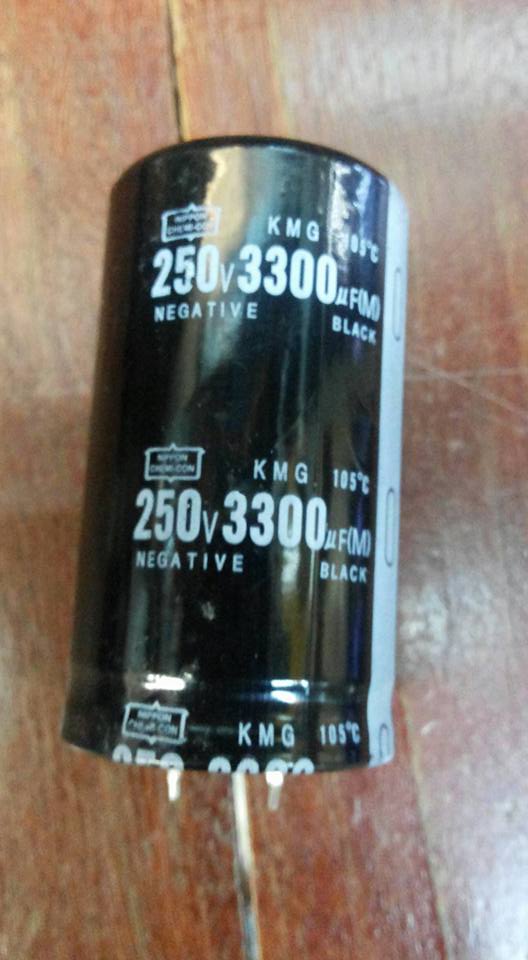 NIPPON
CHEMI-CON
KMG 105°C
250V3300μF(M)
NEGATIVE BLACK
NIPPON
CHEMI-CON
KMG 105°C
250V3300μF(M)
NEGATIVE BLACK
NIPPON
CHEMI-CON
KMG 105°C